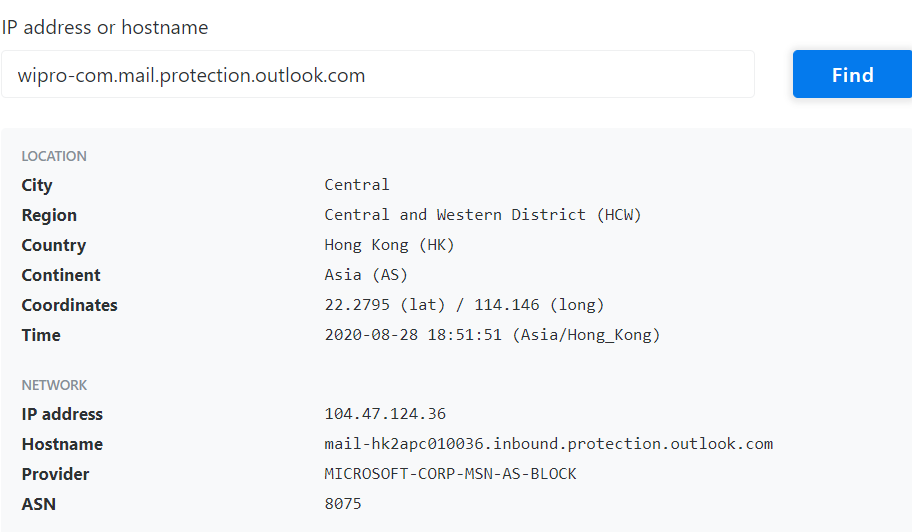 IP address or hostname
wipro-com.mail.protection.outlook.com Find
LOCATION
City Central
Region Central and Western District (HCW)
Country Hong Kong (HK)
Continent Asia (AS)
Coordinates 22.2795 (lat) / 114.146 (long)
Time 2020-08-28 18:51:51 (Asia/Hong_Kong)
NETWORK
IP address 104.47.124.36
Hostname mail-hk2apc010036.inbound.protection.outlook.com
Provider MICROSOFT-CORP-MSN-AS-BLOCK
ASN 8075